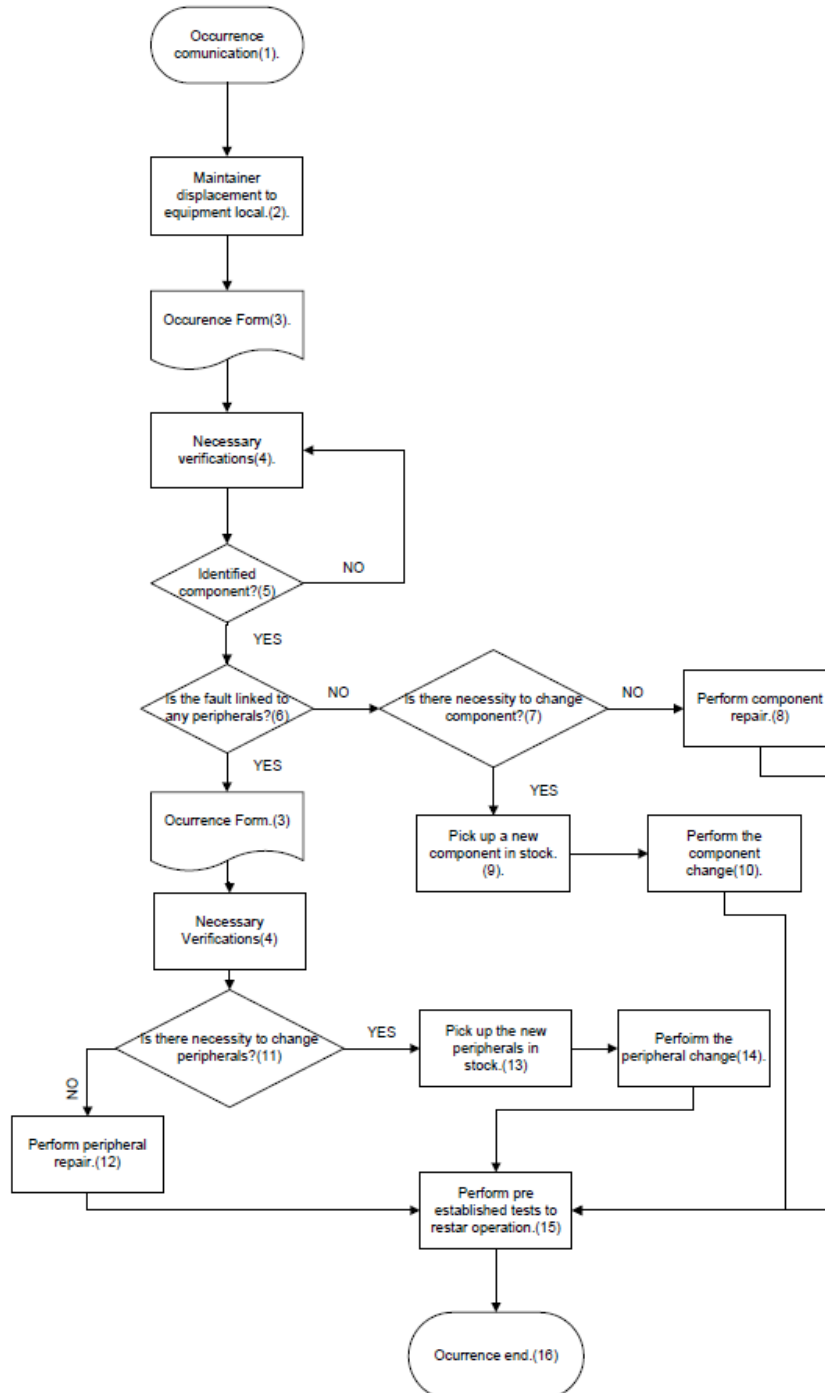 Occurrence
comunication(1).
Maintainer
displacement to
equipment local.(2).
Occurence Form(3).
Necessary
verifications(4).
Identified
component?(5)
NO
YES
Is the fault linked to
any peripherals?(6)
NO
Is there necessity to change
component?(7)
NO
Perform component
repair.(8)
YES
YES
Ocurrence Form.(3)
Pick up a new
component in stock.
(9).
Perform the
component
change(10).
Necessary
Verifications(4)
Is there necessity to change
peripherals?(11)
YES
Pick up the new
peripherals in
stock.(13)
Perfoirm the
peripheral change(14).
NO
Perform peripheral
repair.(12)
Perform pre
established tests to
restar operation.(15)
Ocurrence end.(16)